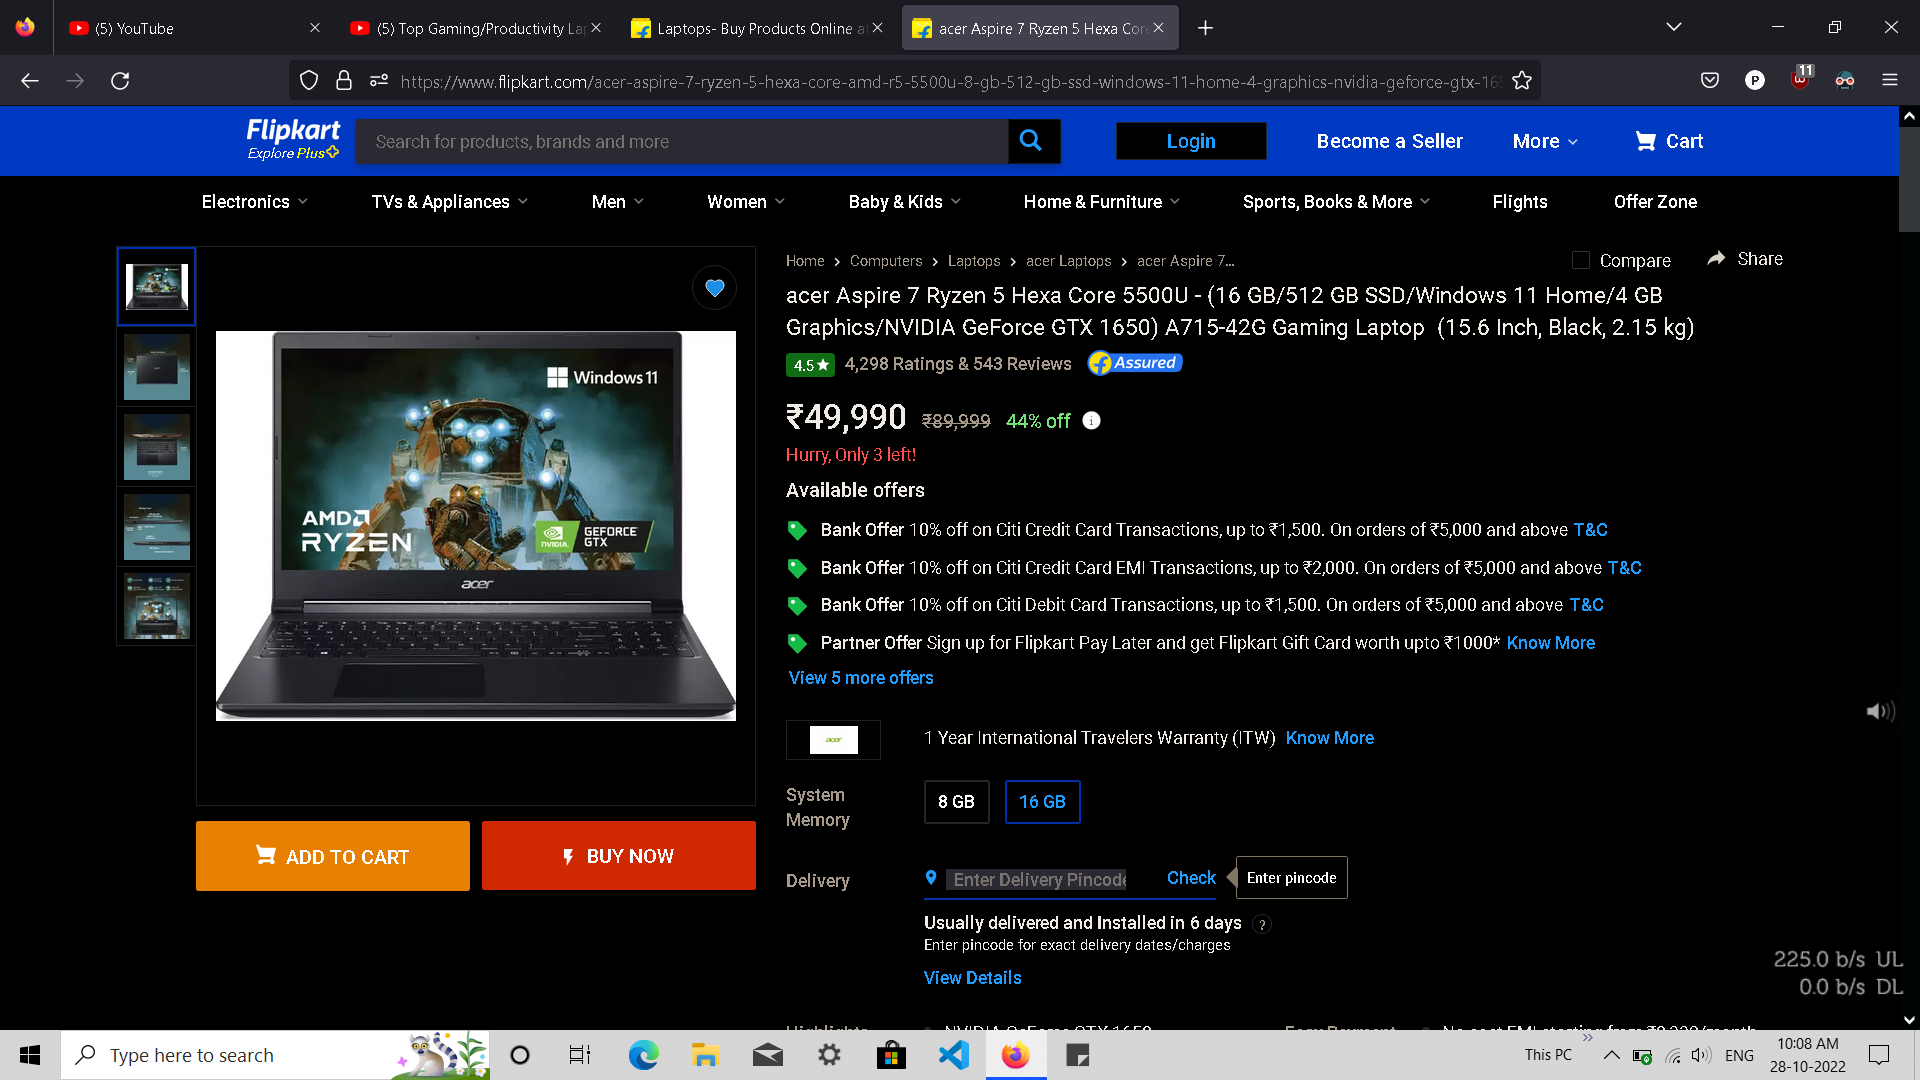 (5) YouTube
(5) Top Gaming/Productivity La
Laptops- Buy Products Online a
acer Aspire 7 Ryzen 5 Hexa Core
https://www.flipkart.com/acer-aspire-7-ryzen-5-hexa-core-amd-r5-5500u-8-gb-512-gb-ssd-windows-11-home-4-graphics-nvidia-geforce-gtx-16
11
Flipkart
Explore Plus
Search for products, brands and more
Login
Become a Seller
More
Cart
Electronics
TVs & Appliances
Men
Women
Baby & Kids
Home & Furniture
Sports, Books & More
Flights
Offer Zone
Home
Computers
Laptops
acer Laptops
acer Aspire 7...
Compare
Share
acer Aspire 7 Ryzen 5 Hexa Core 5500U - (16 GB/512 GB SSD/Windows 11 Home/4 GB
Graphics/NVIDIA GeForce GTX 1650) A715-42G Gaming Laptop (15.6 Inch, Black, 2.15 kg)
4.5★
4,298 Ratings & 543 Reviews
Assured
Windows 11
AMD
RYZEN
NVIDIA.
GEFORCE
GTX
acer
₹49,990
₹89,999
44% off
Hurry, Only 3 left!
Available offers
Bank Offer 10% off on Citi Credit Card Transactions, up to ₹1,500. On orders of ₹5,000 and above T&C
Bank Offer 10% off on Citi Credit Card EMI Transactions, up to ₹2,000. On orders of ₹5,000 and above T&C
Bank Offer 10% off on Citi Debit Card Transactions, up to ₹1,500. On orders of ₹5,000 and above T&C
Partner Offer Sign up for Flipkart Pay Later and get Flipkart Gift Card worth upto ₹1000* Know More
View 5 more offers
acer
1 Year International Travelers Warranty (ITW) Know More
System
Memory
8 GB
16 GB
ADD TO CART
BUY NOW
Delivery
Enter Delivery Pincode
Check
Enter pincode
Usually delivered and Installed in 6 days
?
Enter pincode for exact delivery dates/charges
View Details
225.0 b/s UL
0.0 b/s DL
Highlights
NVIDIA GeForce GTX 1650
Easy Payment
No cost EMI starting from
Type here to search
This PC
ENG
10:08 AM
28-10-2022